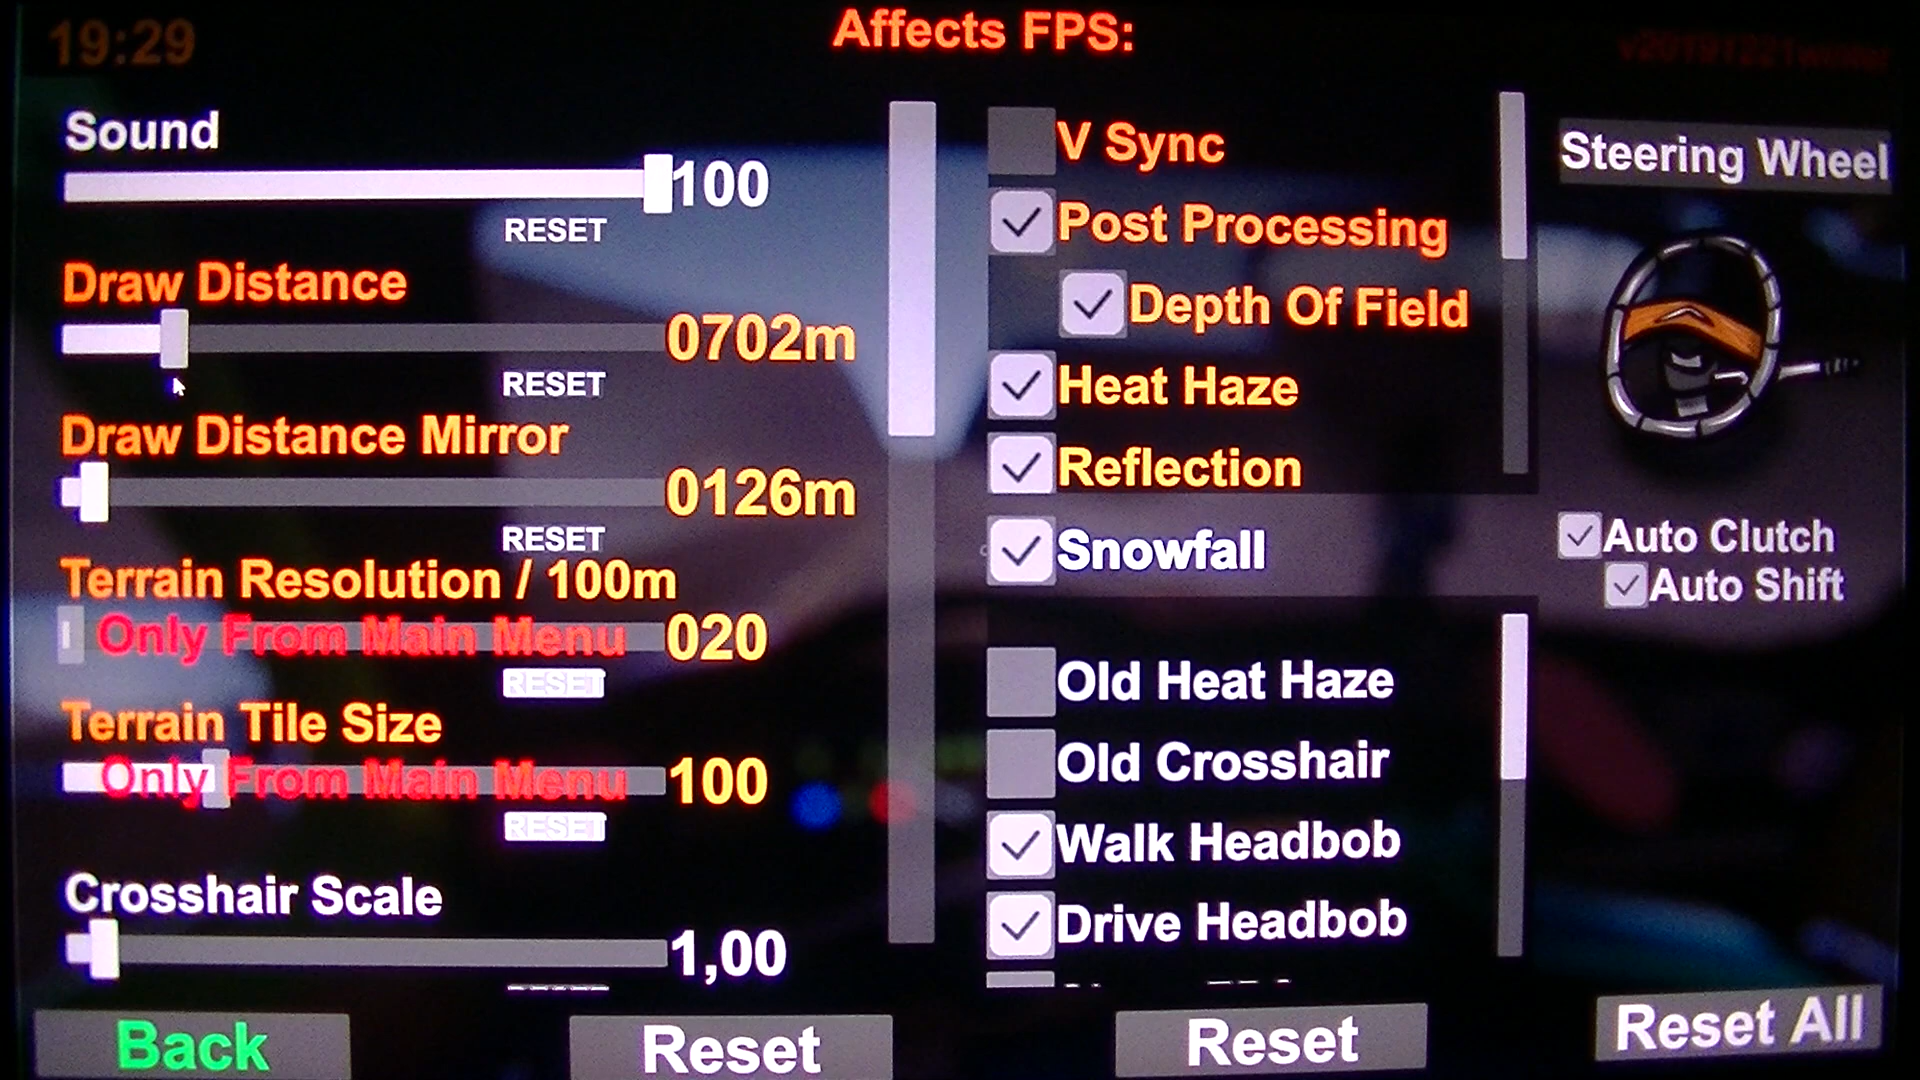 19:29
Affects FPS:
v20191221winter
Sound
100
RESET
Draw Distance
0702m
RESET
Draw Distance Mirror
0126m
RESET
Terrain Resolution / 100m
Only From Main Menu
020
RESET
Terrain Tile Size
Only From Main Menu
100
RESET
Crosshair Scale
1,00
Back
Reset
V Sync
Post Processing
Depth Of Field
Heat Haze
Reflection
Snowfall
Old Heat Haze
Old Crosshair
Walk Headbob
Drive Headbob
Reset
Steering Wheel
Auto Clutch
Auto Shift
Reset All